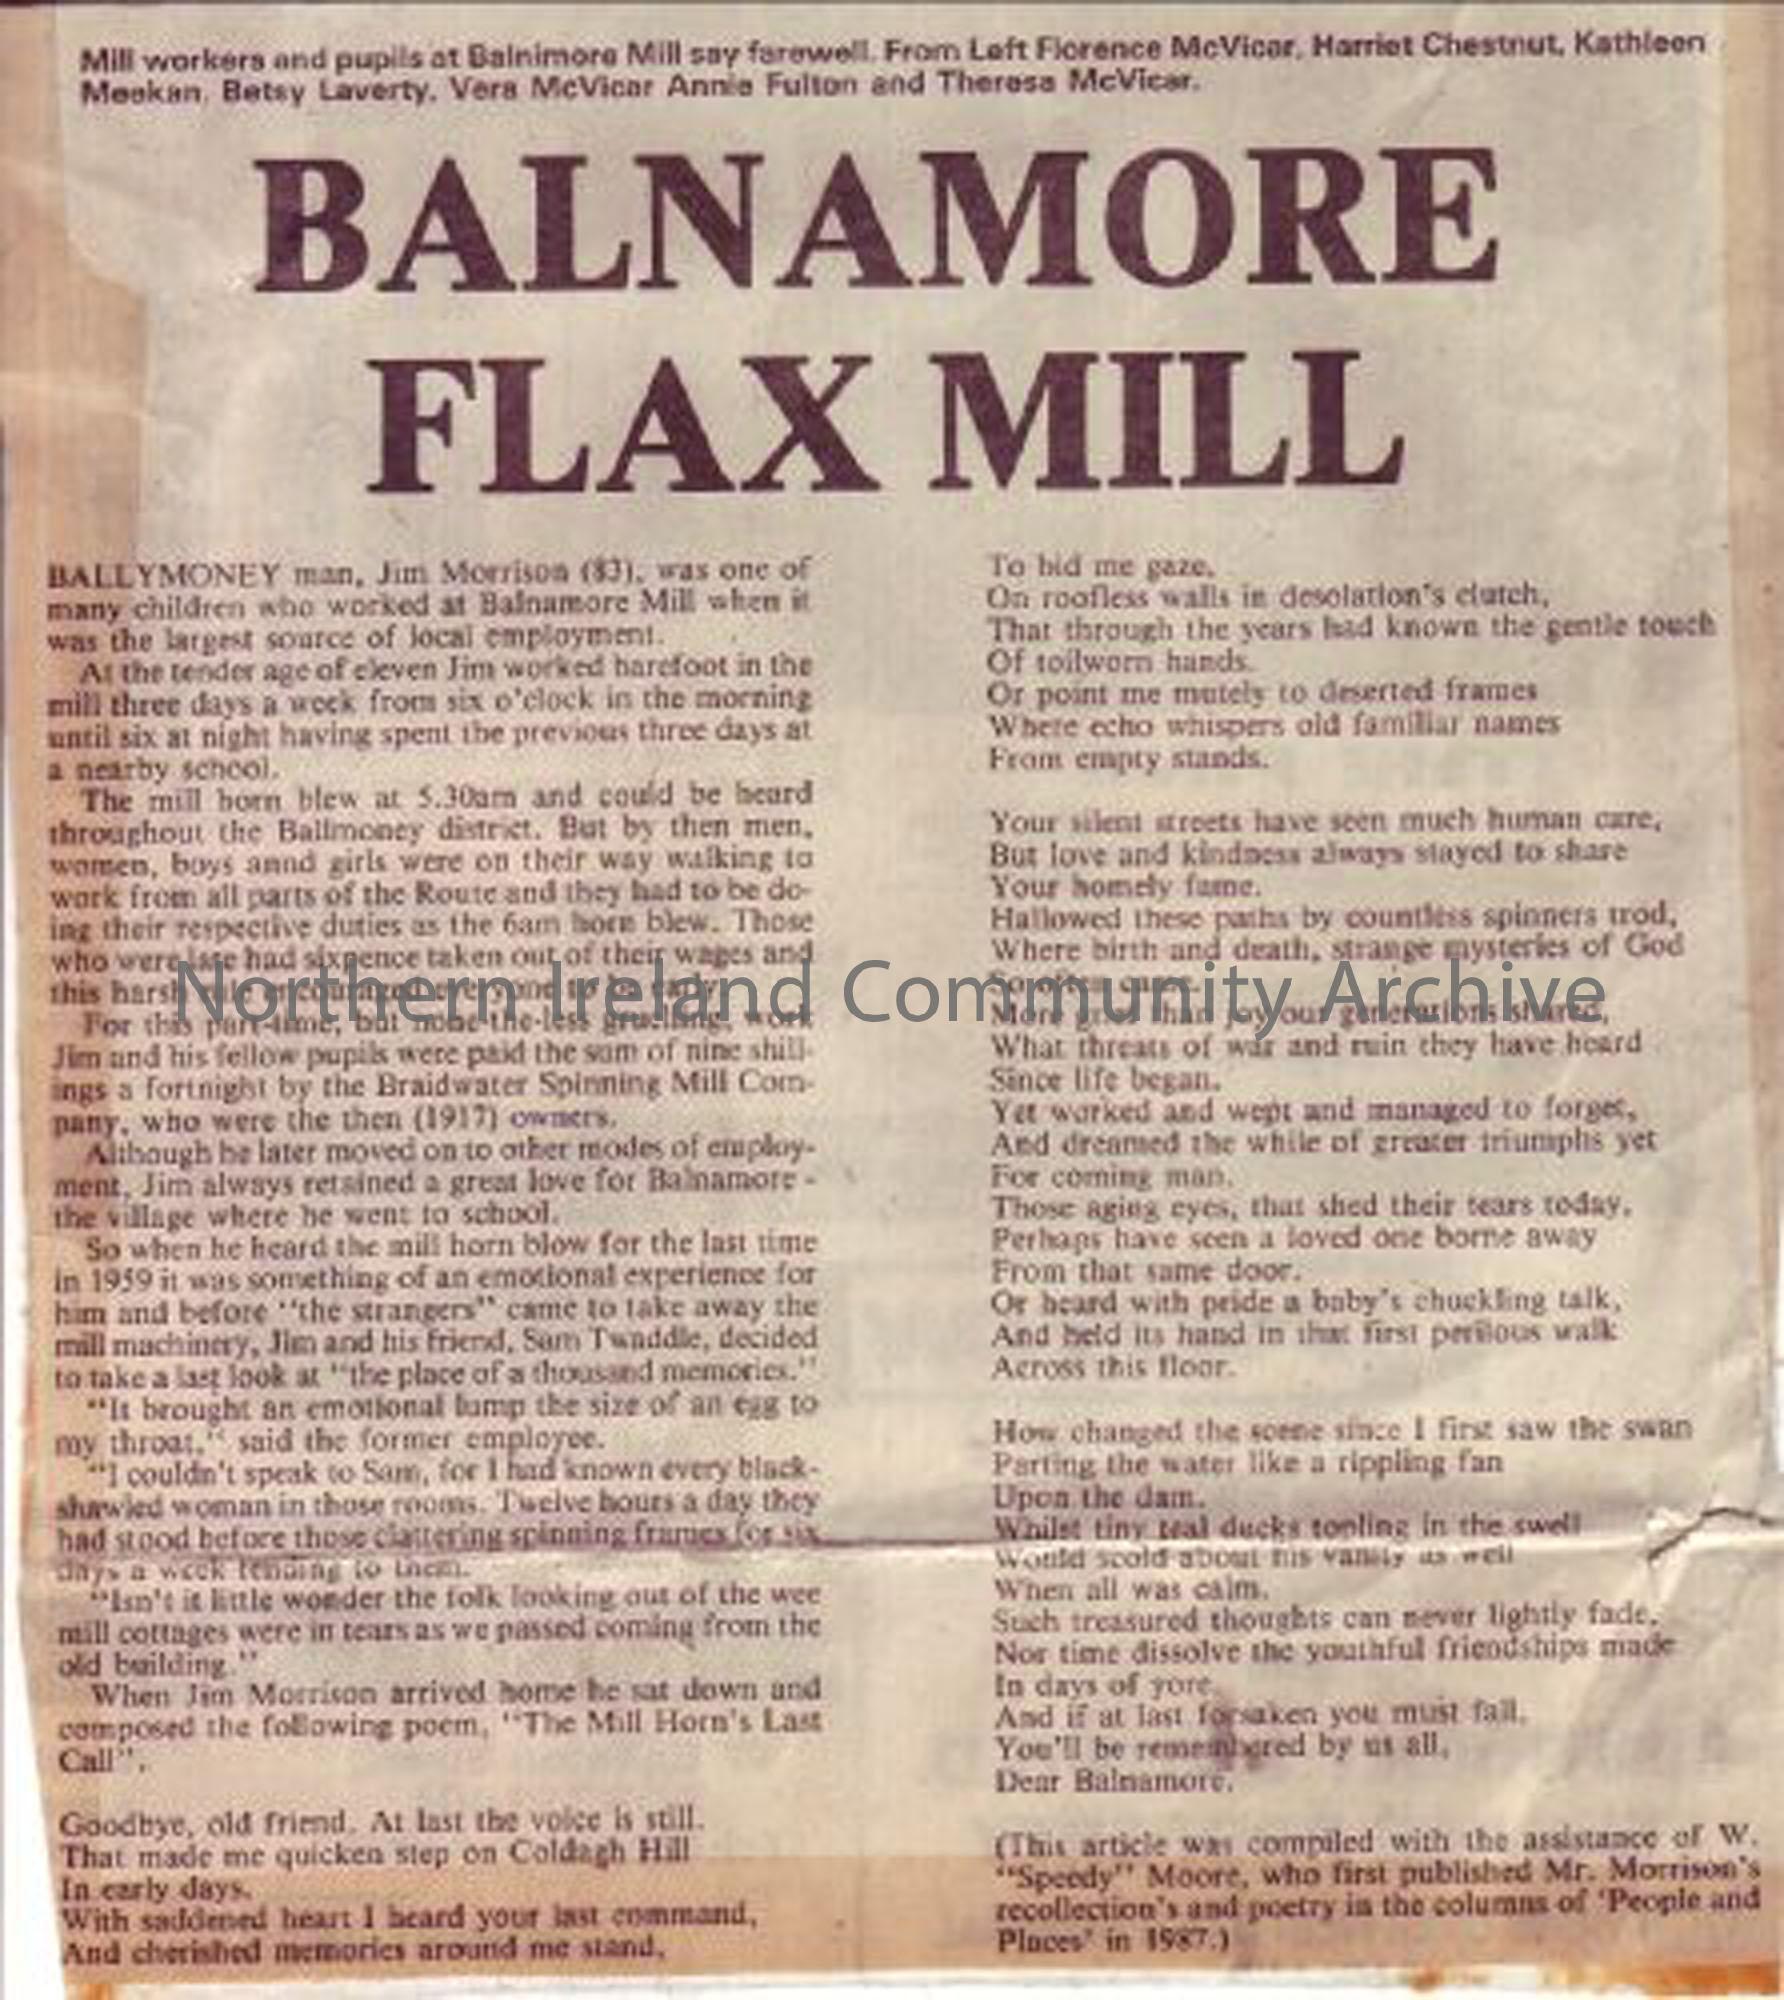 Mill workers and pupils at Balnimore Mill say farewell. From Left Florence McVicar, Harriet Chestnut, Kathleen
Meekan, Betsy Laverty, Vera McVicar Annie Fulton and Theresa McVicar.
BALNAMORE
FLAX MILL
BALLYMONEY man, Jim Morrison (83), was one of
many children who worked at Balnamore Mill when it
was the largest source of local employment.
At the tender age of eleven Jim worked barefoot in the
mill three days a week from six o'clock in the morning
until six at night having spent the previous three days at
a nearby school.
The mill horn blew at 5.30am and could be heard
throughout the Ballmoney district. But by then men,
women, boys annd girls were on their way walking to
work from all parts of the Route and they had to be do-
ing their respective duties as the 6am horn blew. Those
who were late had sixpence taken out of their wages and
this harsh rule encouraged everyone to be early.
For this part-time, but none-the-less gruelling, work
Jim and his fellow pupils were paid the sum of nine shill-
ings a fortnight by the Braidwater Spinning Mill Com-
pany, who were the then (1917) owners.
Although he later moved on to other modes of employ-
ment, Jim always retained a great love for Balnamore -
the village where he went to school.
So when he heard the mill horn blow for the last time
in 1959 it was something of an emotional experience for
him and before "the strangers" came to take away the
mill machinery, Jim and his friend, Sam Twaddle, decided
to take a last look at "the place of a thousand memories."
"It brought an emotional lump the size of an egg to
my throat," said the former employee.
"I couldn't speak to Sam, for I had known every black-
shawled woman in those rooms. Twelve hours a day they
had stood before those clattering spinning frames for six
days a week tending to them.
"Isn't it little wonder the folk looking out of the wee
mill cottages were in tears as we passed coming from the
old building."
When Jim Morrison arrived home he sat down and
composed the following poem, "The Mill Horn's Last
Call".
Goodbye, old friend. At last the voice is still.
That made me quicken step on Coldagh Hill
In early days.
With saddened heart I heard your last command,
And cherished memories around me stand,
To bid me gaze,
On roofless walls in desolation's clutch,
That through the years had known the gentle touch
Of toilworn hands.
Or point me mutely to deserted frames
Where echo whispers old familiar names
From empty stands.
Your silent streets have seen much human care,
But love and kindness always stayed to share
Your homely fame.
Hallowed these paths by countless spinners trod,
Where birth and death, strange mysteries of God
So often came.
More grief than joy our generations shared,
What threats of war and ruin they have heard
Since life began.
Yet worked and wept and managed to forget,
And dreamed the while of greater triumphs yet
For coming man.
Those aging eyes, that shed their tears today,
Perhaps have seen a loved one borne away
From that same door.
Or heard with pride a baby's chuckling talk,
And held its hand in that first perilous walk
Across this floor.
How changed the scene since I first saw the swan
Parting the water like a rippling fan
Upon the dam.
Whilst tiny teal ducks topling in the swell
Would scold about his vanity as well
When all was calm.
Such treasured thoughts can never lightly fade,
Nor time dissolve the youthful friendships made
In days of yore.
And if at last forsaken you must fall,
You'll be remembered by us all,
Dear Balnamore.
(This article was compiled with the assistance of W.
"Speedy" Moore, who first published Mr. Morrison's
recollection's and poetry in the columns of 'People and
Places' in 1987.)
Northern Ireland Community Archive